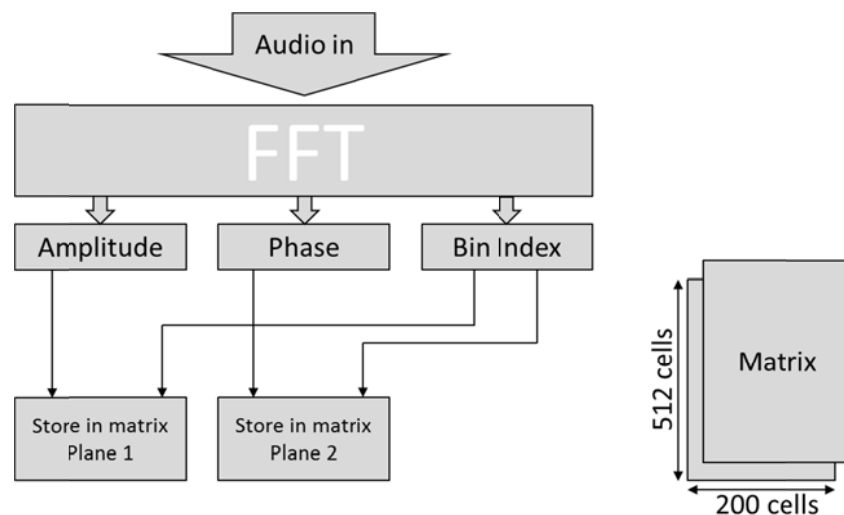 Audio in
FFT
Amplitude
Phase
Bin Index
Store in matrix
Plane 1
Store in matrix
Plane 2
512 cells
Matrix
200 cells